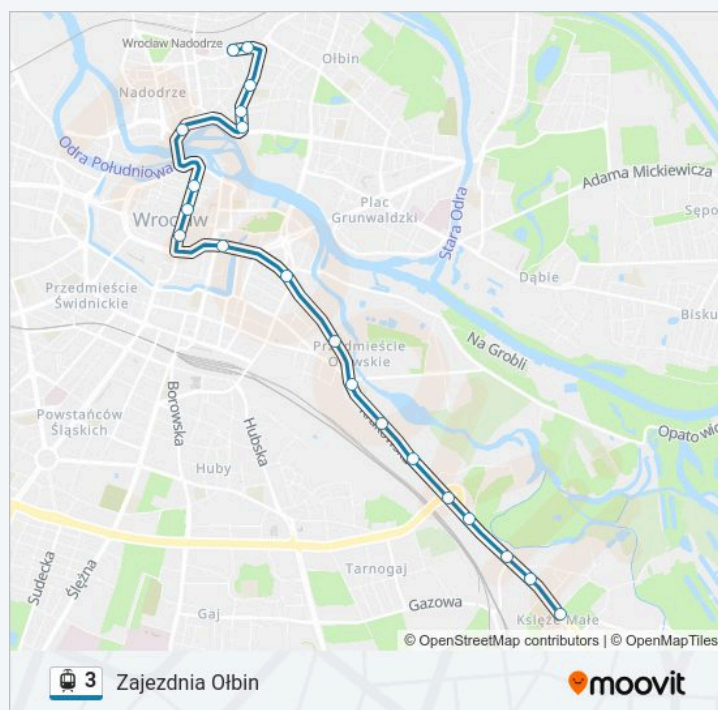 Wrocław Nadodrze
Ołbin
Nadodrze
Odra Południowa
Adama Mickiewicza
Plac
Grunwaldzki
Stara Odra
Sępo
Wrocław
Dąbie
Przedmieście
Świdnickie
Bisku
Na Grobli
Przedmieście
Oławskie
Powstańców
Śląskich
Borowska
Hubska
Krakowska
Opatowic
Huby
Sudecka
Ślężna
Tarnogaj
Gaj
Gazowa
Księże Małe
© OpenStreetMap contributors | © OpenMapTiles
3 Zajezdnia Ołbin
moovit